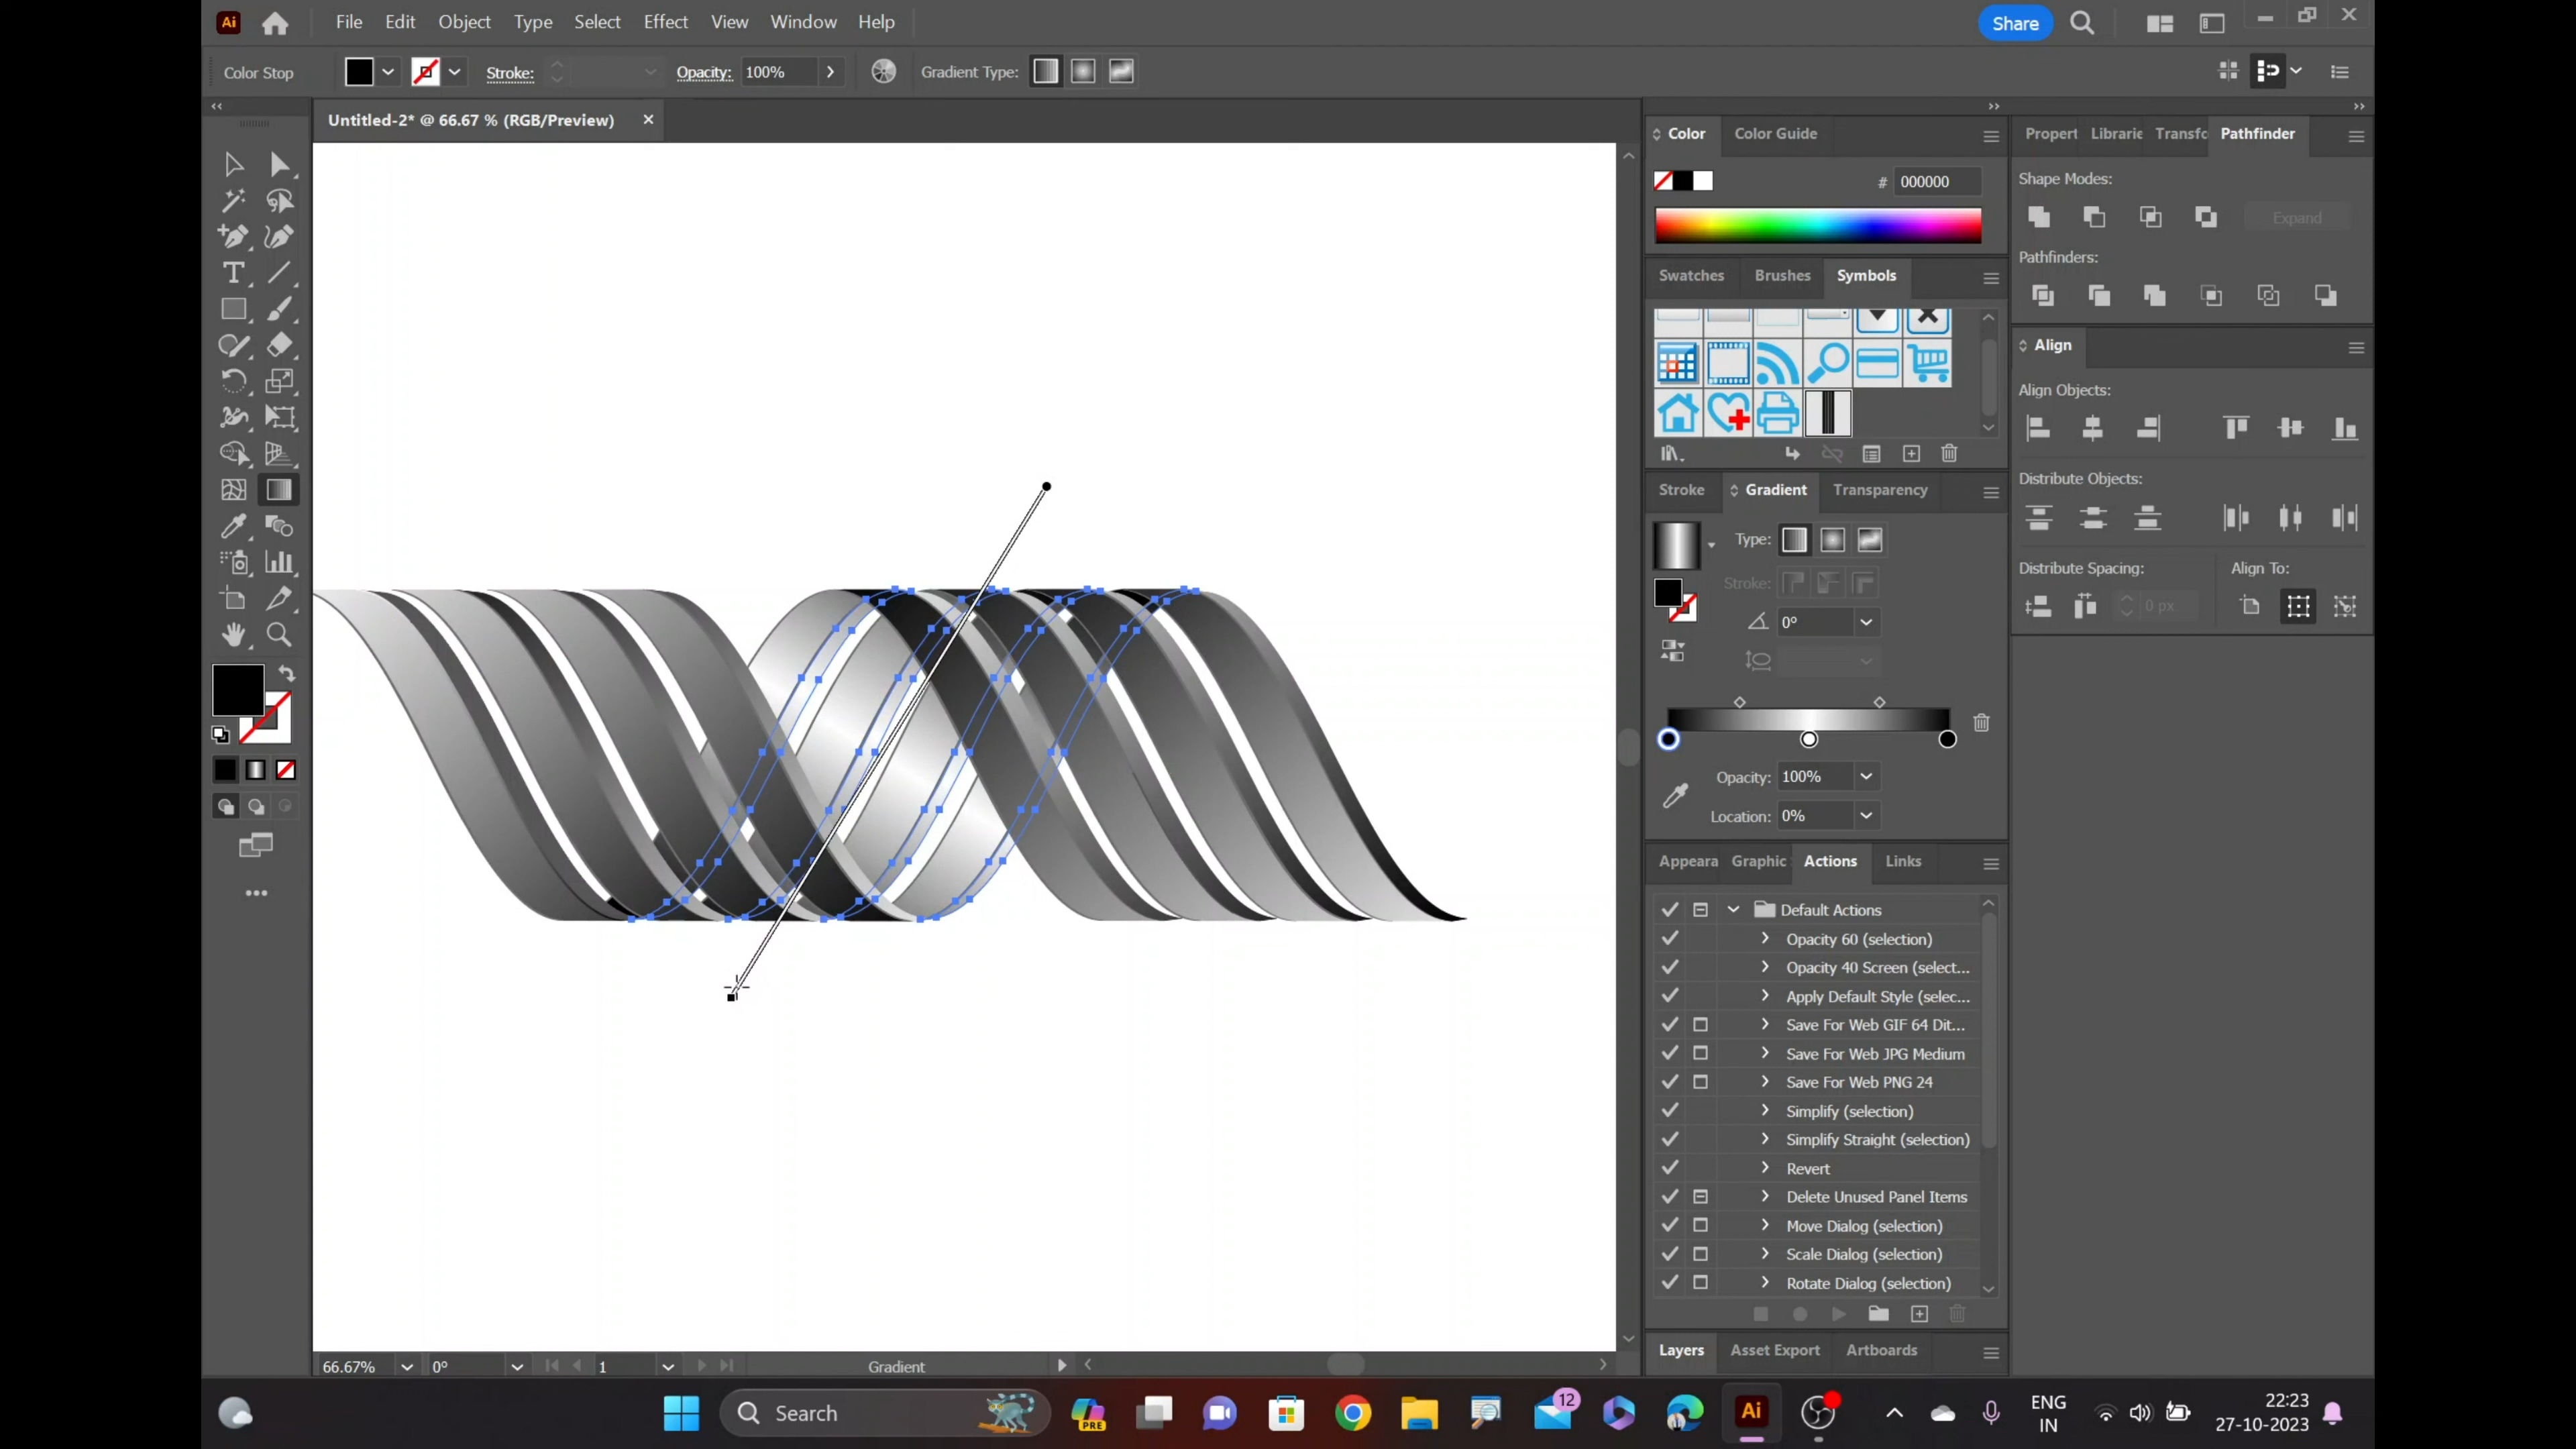 Ai File Edit Object Type Select Effect View Window Help Share
Color Stop Stroke: Opacity: 100% Gradient Type:
Untitled-2* @ 66.67 % (RGB/Preview)
Color Color Guide
# 000000
Swatches Brushes Symbols
Stroke Gradient Transparency
Type:
Stroke:
0°
Opacity: 100%
Location: 0%
Appeara Graphic Actions Links
Default Actions
Opacity 60 (selection)
Opacity 40 Screen (select...
Apply Default Style (selec...
Save For Web GIF 64 Dit...
Save For Web JPG Medium
Save For Web PNG 24
Simplify (selection)
Simplify Straight (selection)
Revert
Delete Unused Panel Items
Move Dialog (selection)
Scale Dialog (selection)
Rotate Dialog (selection)
Layers Asset Export Artboards
Propert Librarie Transfo Pathfinder
Shape Modes:
Expand
Pathfinders:
Align
Align Objects:
Distribute Objects:
Distribute Spacing: Align To:
0 px
66.67% 0° 1 Gradient
Search PRE 12 Ai ENG 22:23
IN 27-10-2023